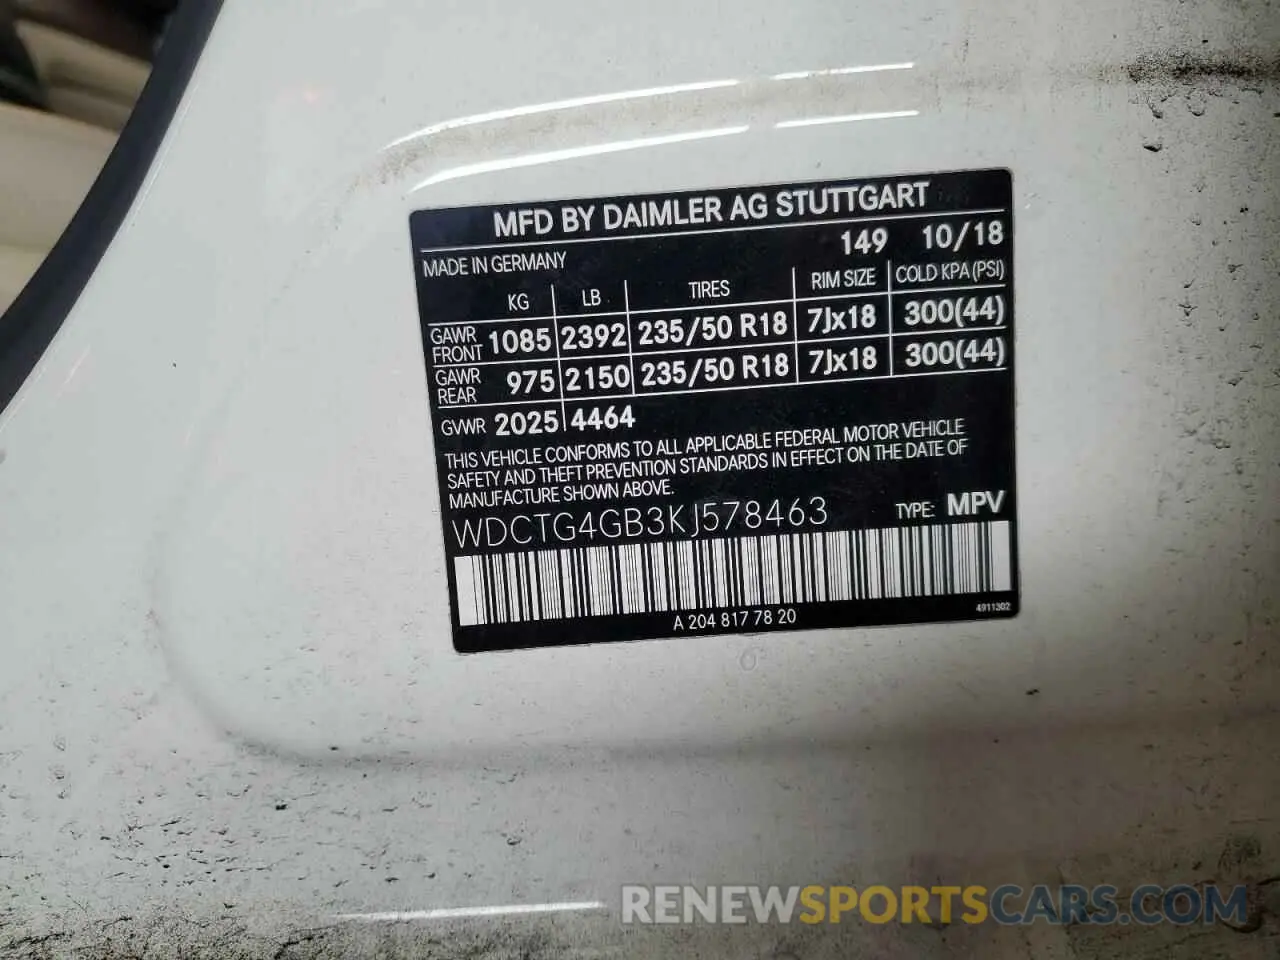 MFD BY DAIMLER AG STUTTGART
149 10/18
MADE IN GERMANY
KG LB TIRES RIM SIZE COLD KPA (PSI)
GAWR FRONT 1085 2392 235/50 R18 7Jx18 300(44)
GAWR REAR 975 2150 235/50 R18 7Jx18 300(44)
GVWR 2025 4464
THIS VEHICLE CONFORMS TO ALL APPLICABLE FEDERAL MOTOR VEHICLE
SAFETY AND THEFT PREVENTION STANDARDS IN EFFECT ON THE DATE OF
MANUFACTURE SHOWN ABOVE.
WDCTG4GB3KJ578463 TYPE: MPV
A 204 817 78 20
4911302
RENEWSPORTSCARS.COM